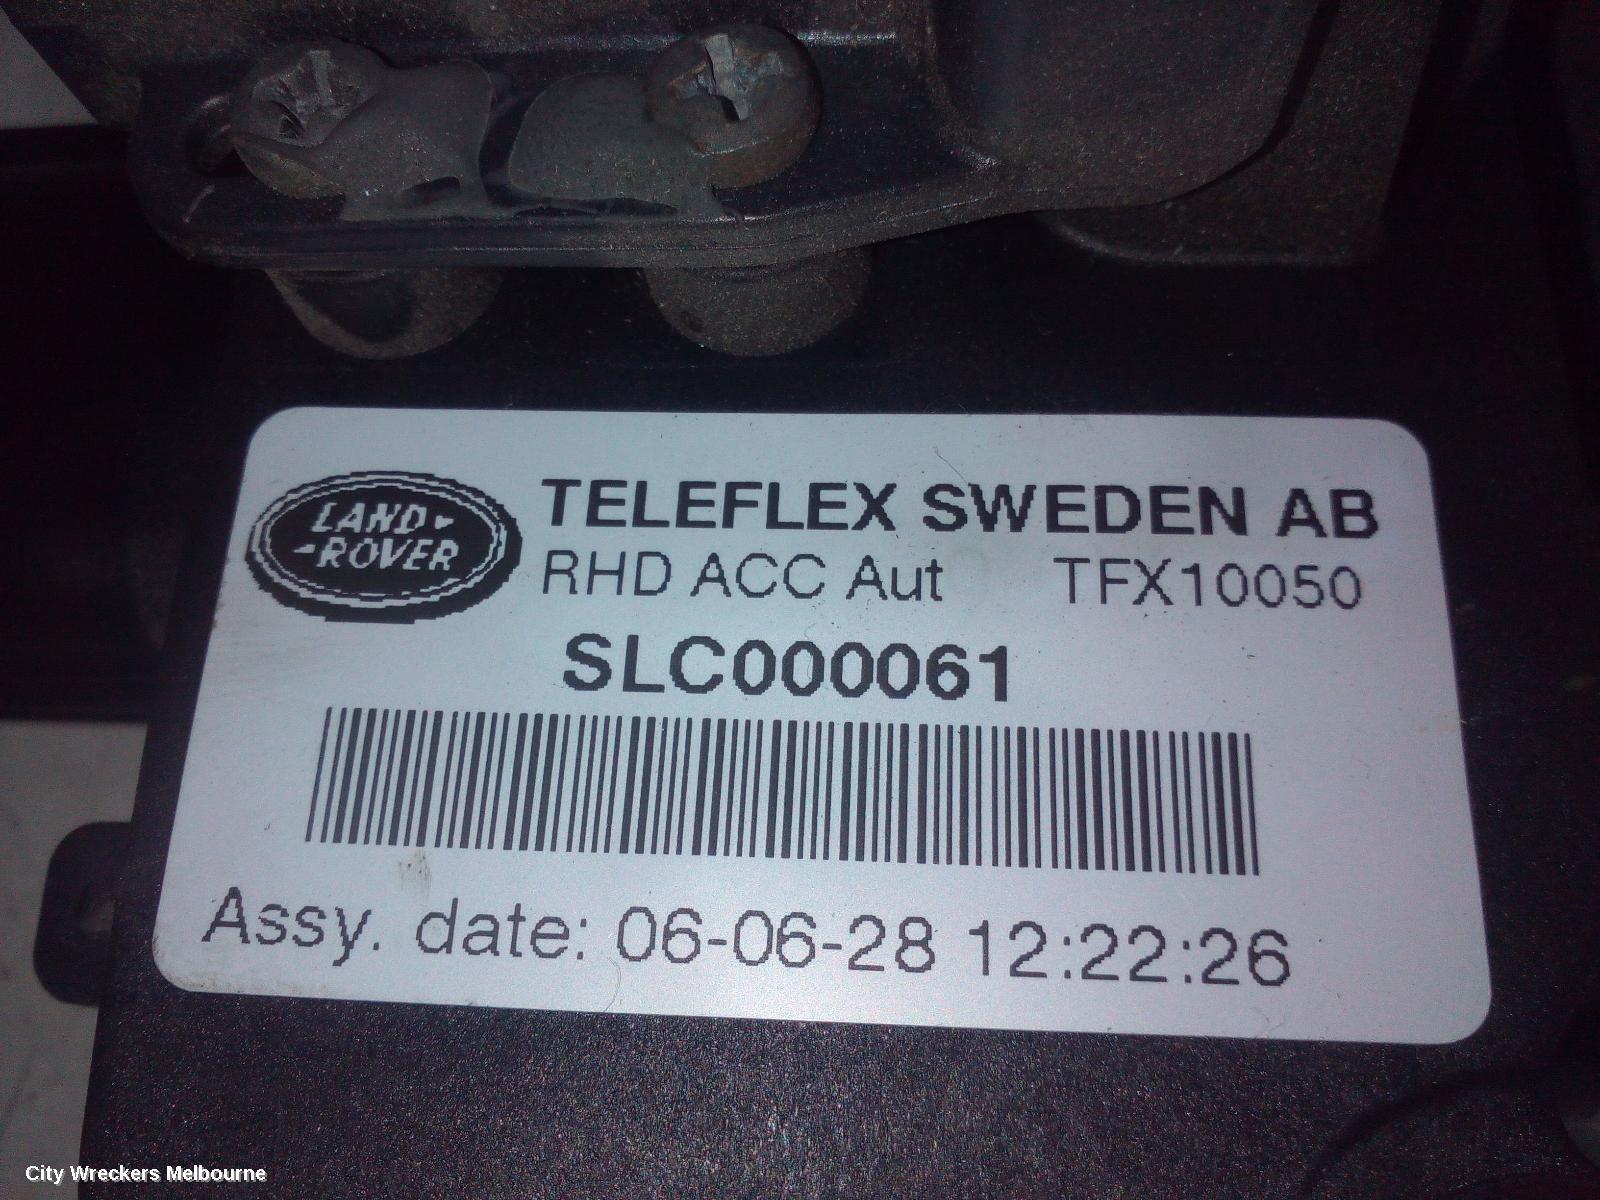 LAND
-ROVER
TELEFLEX SWEDEN AB
RHD ACC Aut TFX10050
SLC000061
Assy. date: 06-06-28 12:22:26
City Wreckers Melbourne